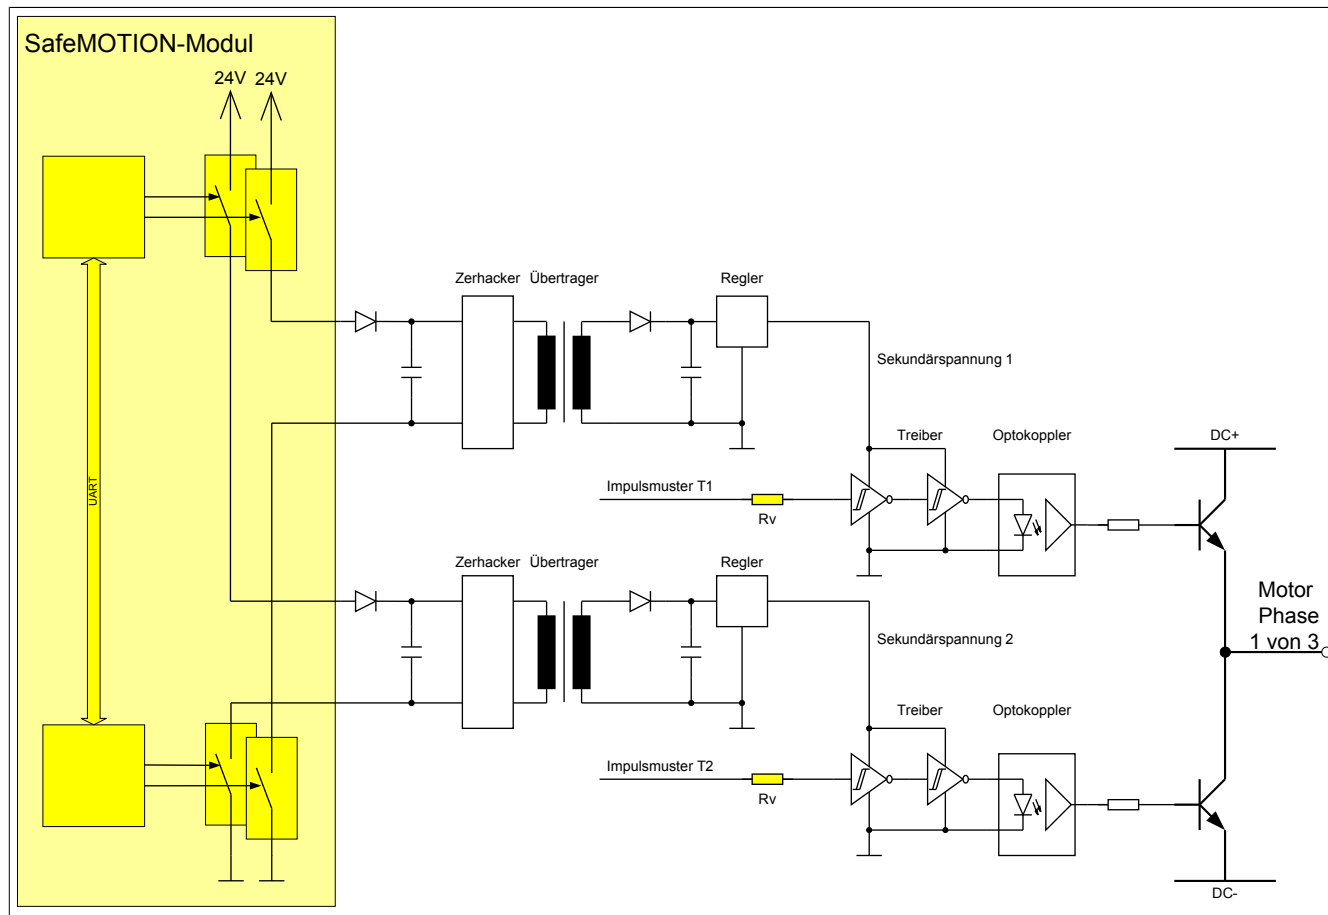 SafeMOTION-Modul
24V 24V
UART
Zerhacker Übertrager Regler
Sekundärspannung 1
Treiber Optokoppler
DC+
Impulsmuster T1
Rv
Zerhacker Übertrager Regler
Motor
Phase
1 von 3
Sekundärspannung 2
Treiber Optokoppler
Impulsmuster T2
Rv
DC-